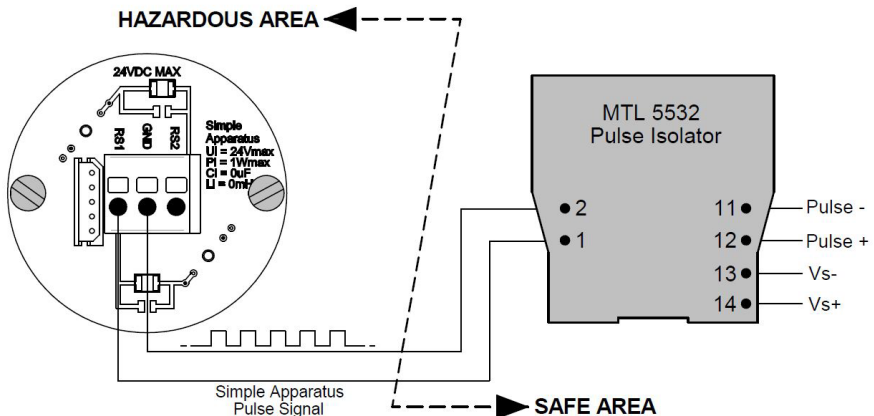 HAZARDOUS AREA
24VDC MAX
RS1
GND
RS2
Simple
Apparatus
Ui = 24Vmax
Pi = 1Wmax
Ci = 0uF
Li = 0mH
MTL 5532
Pulse Isolator
2
1
11
12
13
14
Pulse -
Pulse +
Vs-
Vs+
Simple Apparatus
Pulse Signal
SAFE AREA